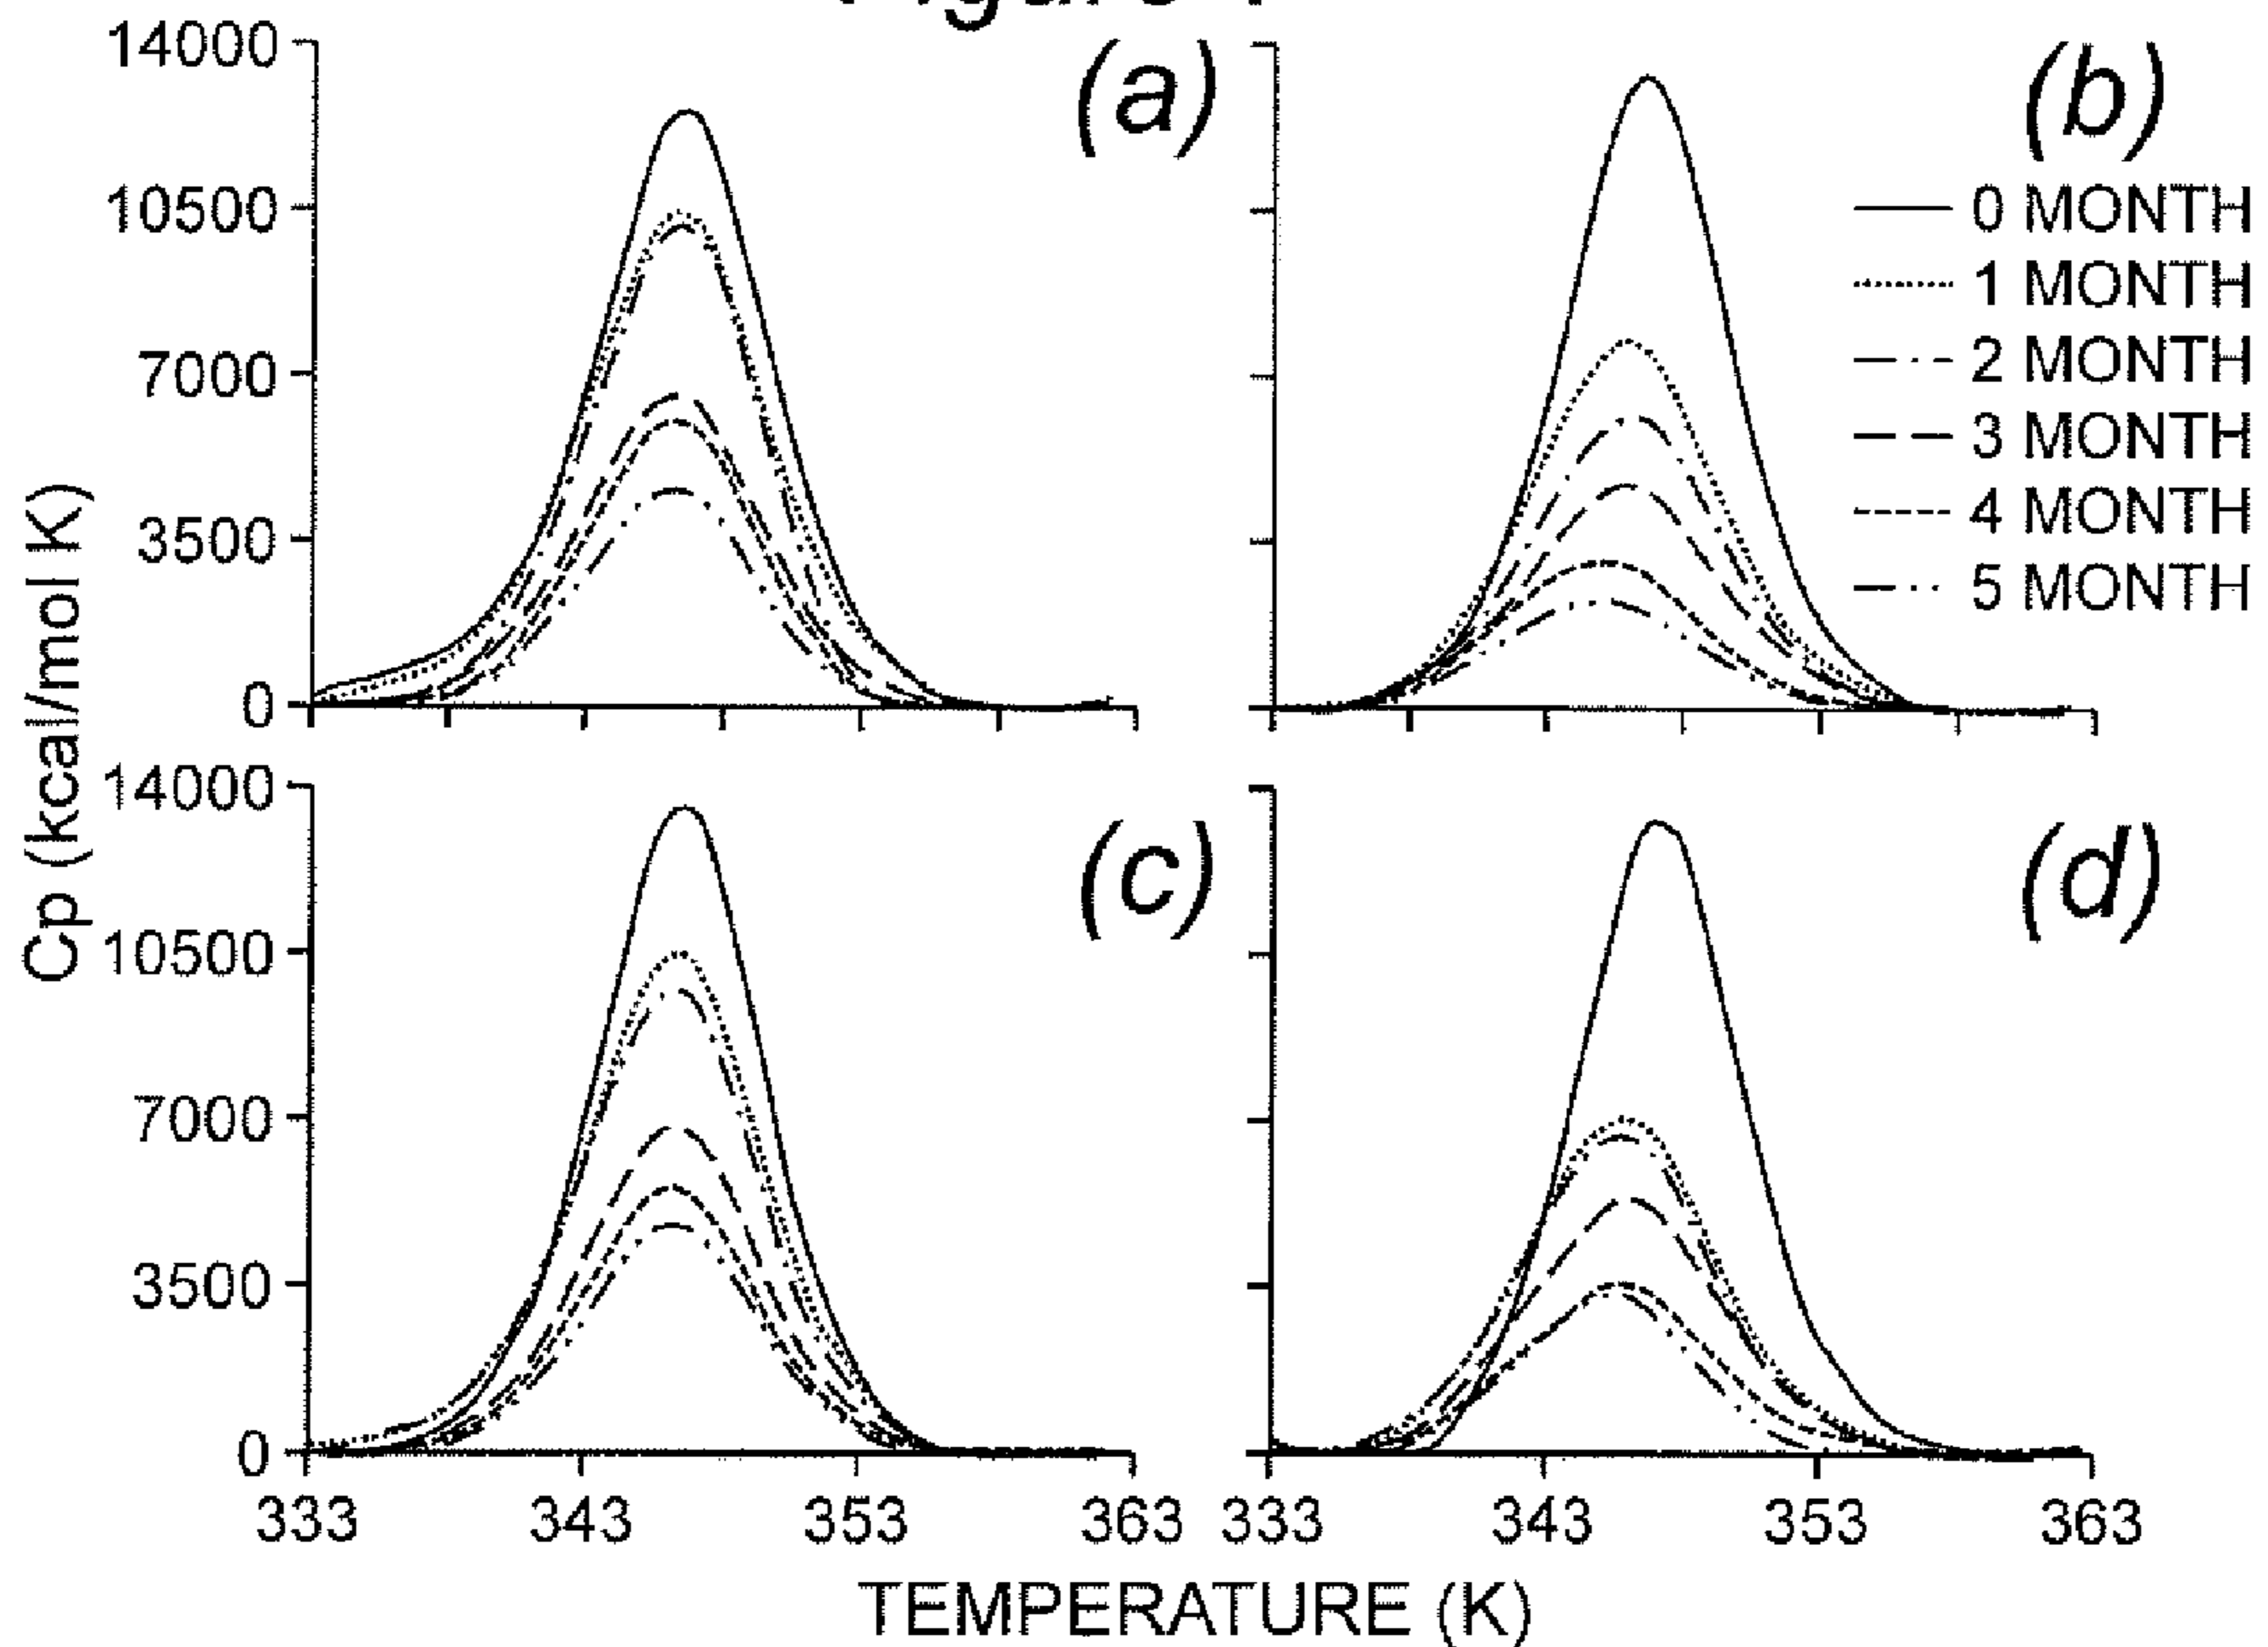 (a)
(b)
14000
10500
7000
3500
0
0 MONTH
1 MONTH
2 MONTH
3 MONTH
4 MONTH
5 MONTH
Cp (kcal/mol K)
(c)
(d)
14000
10500
7000
3500
0
333 343 353 363 333 343 353 363
TEMPERATURE (K)